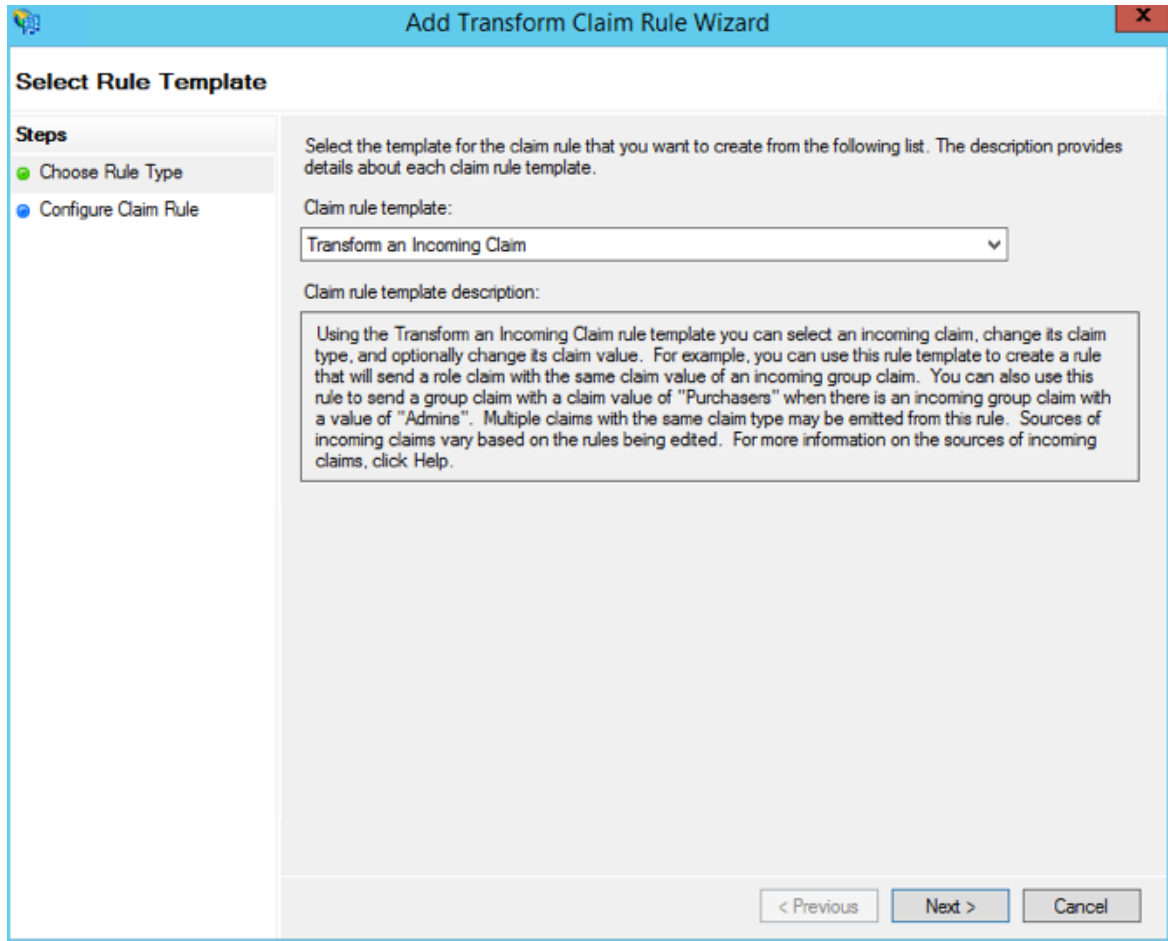 Add Transform Claim Rule Wizard
x
Select Rule Template
Steps
Choose Rule Type
Configure Claim Rule
Select the template for the claim rule that you want to create from the following list. The description provides
details about each claim rule template.
Claim rule template:
Transform an Incoming Claim
Claim rule template description:
Using the Transform an Incoming Claim rule template you can select an incoming claim, change its claim
type, and optionally change its claim value. For example, you can use this rule template to create a rule
that will send a role claim with the same claim value of an incoming group claim. You can also use this
rule to send a group claim with a claim value of "Purchasers" when there is an incoming group claim with
a value of "Admins". Multiple claims with the same claim type may be emitted from this rule. Sources of
incoming claims vary based on the rules being edited. For more information on the sources of incoming
claims, click Help.
< Previous
Next >
Cancel